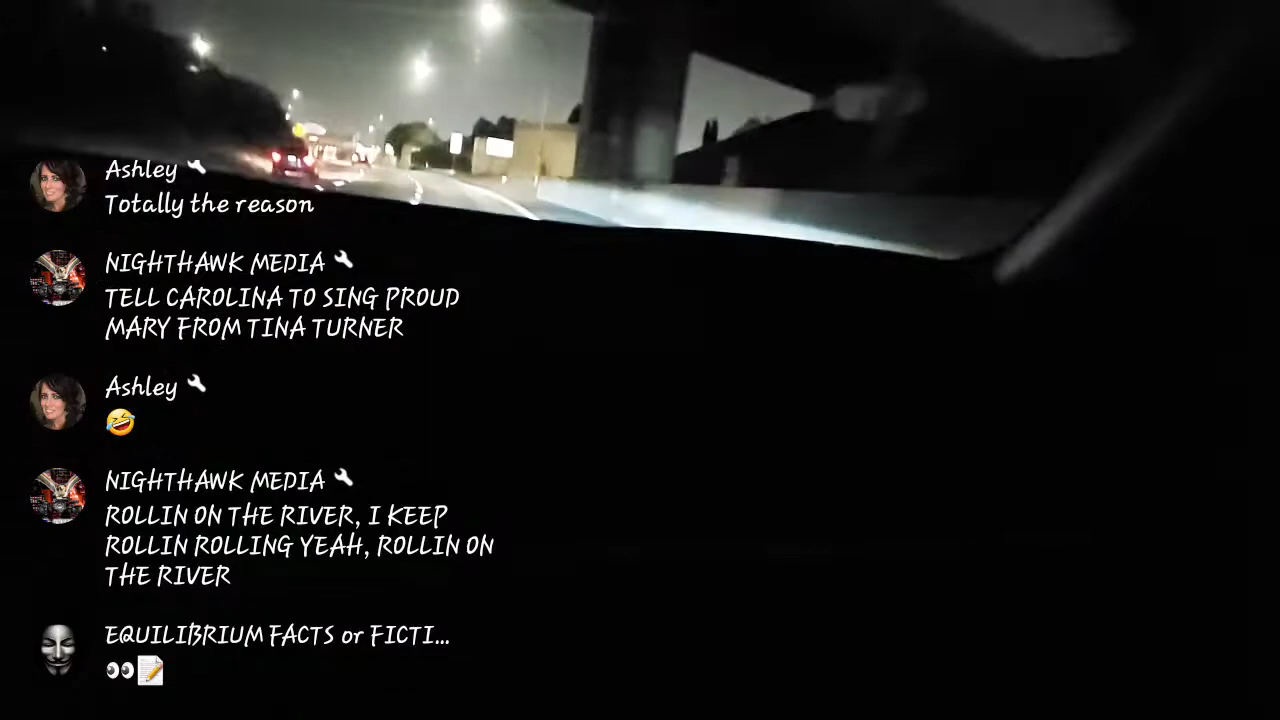 Ashley
Totally the reason
NIGHTHAWK MEDIA
TELL CAROLINA TO SING PROUD
MARY FROM TINA TURNER
Ashley
🤣
NIGHTHAWK MEDIA
ROLLIN ON THE RIVER, I KEEP
ROLLIN ROLLING YEAH, ROLLIN ON
THE RIVER
EQUILIBRIUM FACTS or FICTI...
👀📝